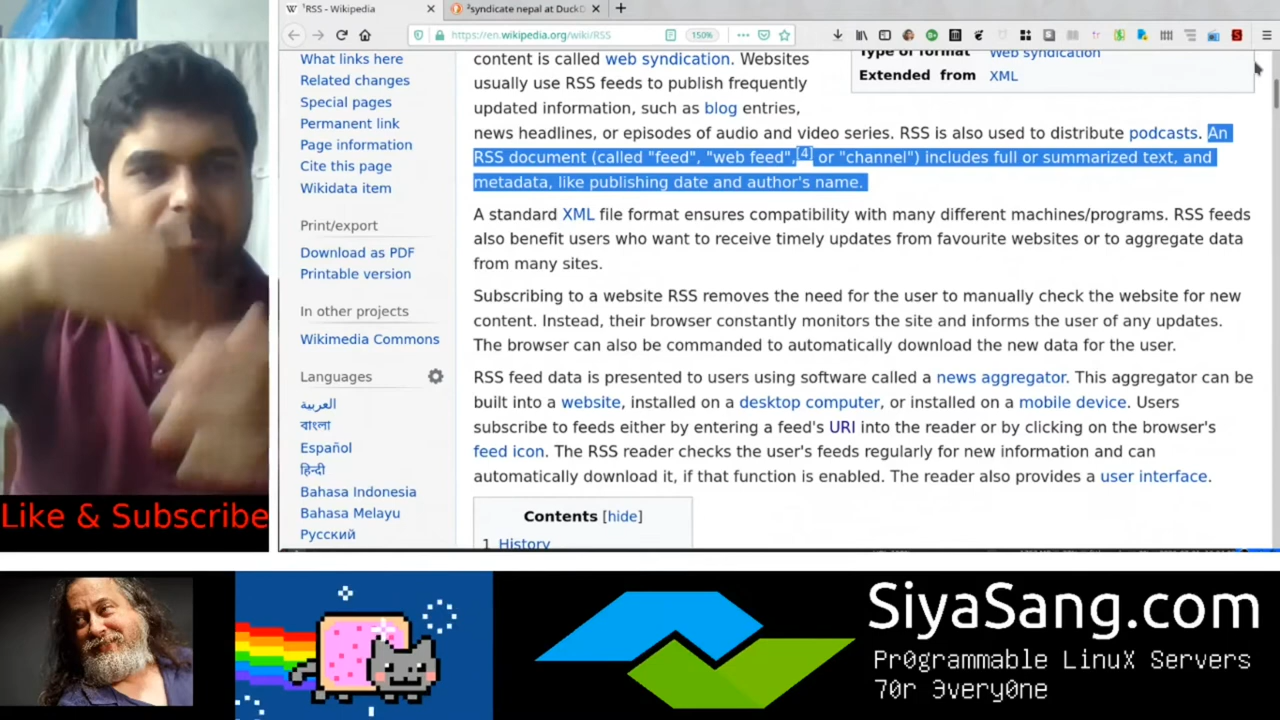 ¹RSS - Wikipedia
²syndicate nepal at DuckD
https://en.wikipedia.org/wiki/RSS
150%
What links here
Related changes
Special pages
Permanent link
Page information
Cite this page
Wikidata item
Print/export
Download as PDF
Printable version
In other projects
Wikimedia Commons
Languages
العربية
বাংলা
Español
हिन्दी
Bahasa Indonesia
Bahasa Melayu
Русский
Type of format Web syndication
Extended from XML
content is called web syndication. Websites
usually use RSS feeds to publish frequently
updated information, such as blog entries,
news headlines, or episodes of audio and video series. RSS is also used to distribute podcasts. An
RSS document (called "feed", "web feed",[4] or "channel") includes full or summarized text, and
metadata, like publishing date and author's name.
A standard XML file format ensures compatibility with many different machines/programs. RSS feeds
also benefit users who want to receive timely updates from favourite websites or to aggregate data
from many sites.
Subscribing to a website RSS removes the need for the user to manually check the website for new
content. Instead, their browser constantly monitors the site and informs the user of any updates.
The browser can also be commanded to automatically download the new data for the user.
RSS feed data is presented to users using software called a news aggregator. This aggregator can be
built into a website, installed on a desktop computer, or installed on a mobile device. Users
subscribe to feeds either by entering a feed's URI into the reader or by clicking on the browser's
feed icon. The RSS reader checks the user's feeds regularly for new information and can
automatically download it, if that function is enabled. The reader also provides a user interface.
Contents [hide]
1 History
Like & Subscribe
SiyaSang.com
Pr0grammable LinuX Servers
70r 3very0ne